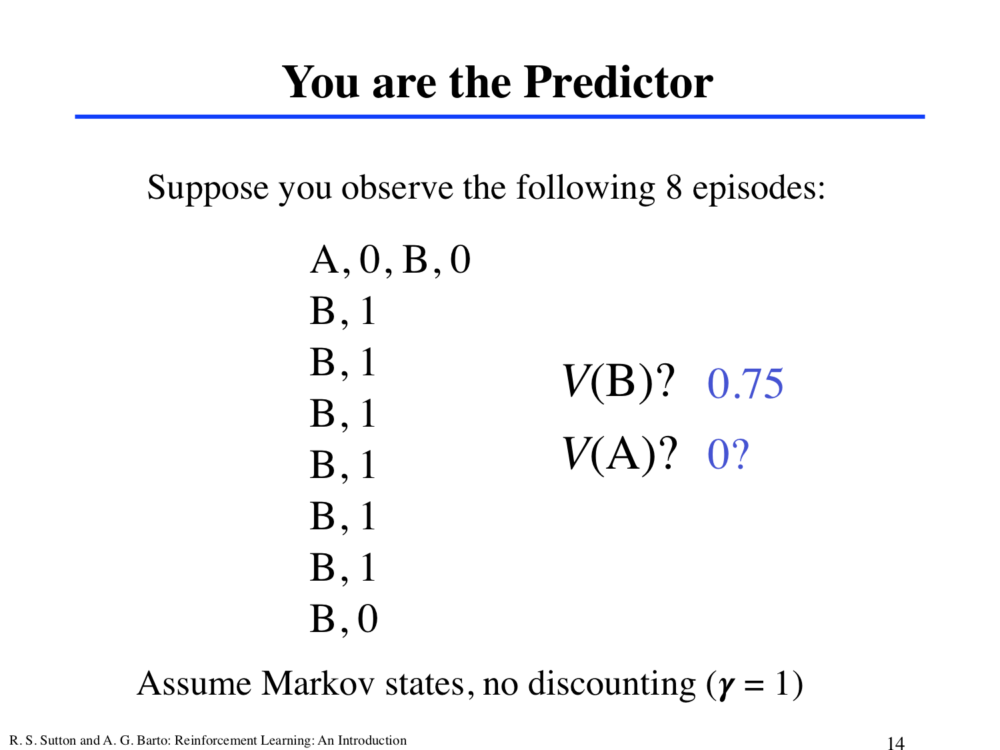 You are the Predictor
Suppose you observe the following 8 episodes:
A, 0, B, 0
B, 1
B, 1
B, 1
B, 1
B, 1
B, 1
B, 0
V(B)? 0.75
V(A)? 0?
Assume Markov states, no discounting (γ = 1)
R. S. Sutton and A. G. Barto: Reinforcement Learning: An Introduction
14